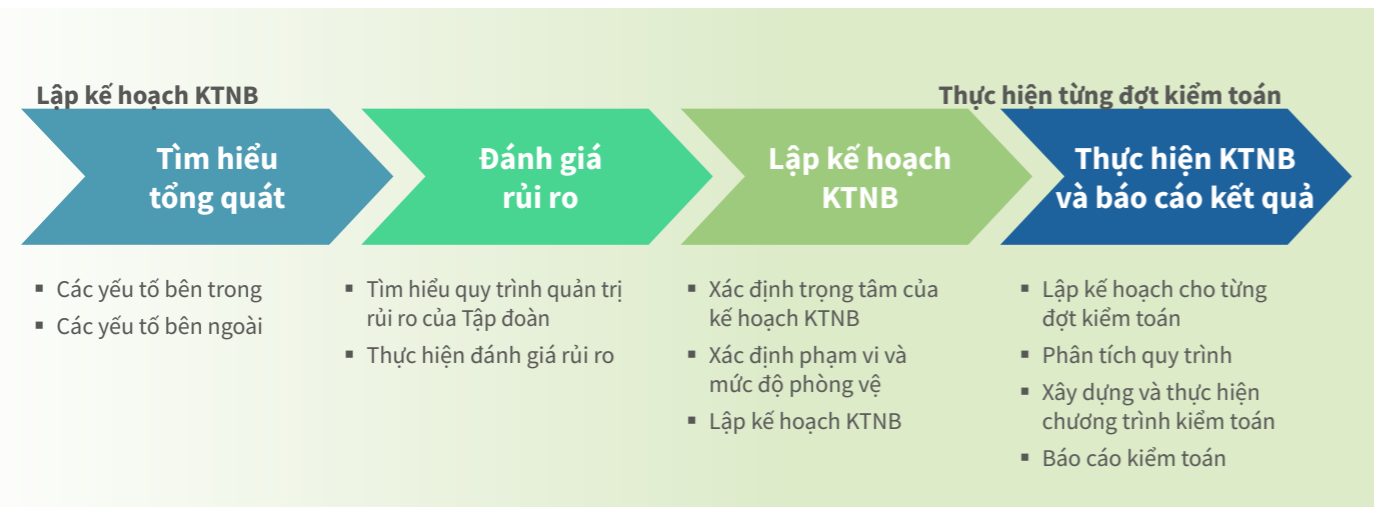 Lập kế hoạch KTNB
Thực hiện từng đợt kiểm toán
Tìm hiểu
tổng quát
Đánh giá
rủi ro
Lập kế hoạch
KTNB
Thực hiện KTNB
và báo cáo kết quả
▪ Các yếu tố bên trong
▪ Các yếu tố bên ngoài
▪ Tìm hiểu quy trình quản trị
rủi ro của Tập đoàn
▪ Thực hiện đánh giá rủi ro
▪ Xác định trọng tâm của
kế hoạch KTNB
▪ Xác định phạm vi và
mức độ phòng vệ
▪ Lập kế hoạch KTNB
▪ Lập kế hoạch cho từng
đợt kiểm toán
▪ Phân tích quy trình
▪ Xây dựng và thực hiện
chương trình kiểm toán
▪ Báo cáo kiểm toán